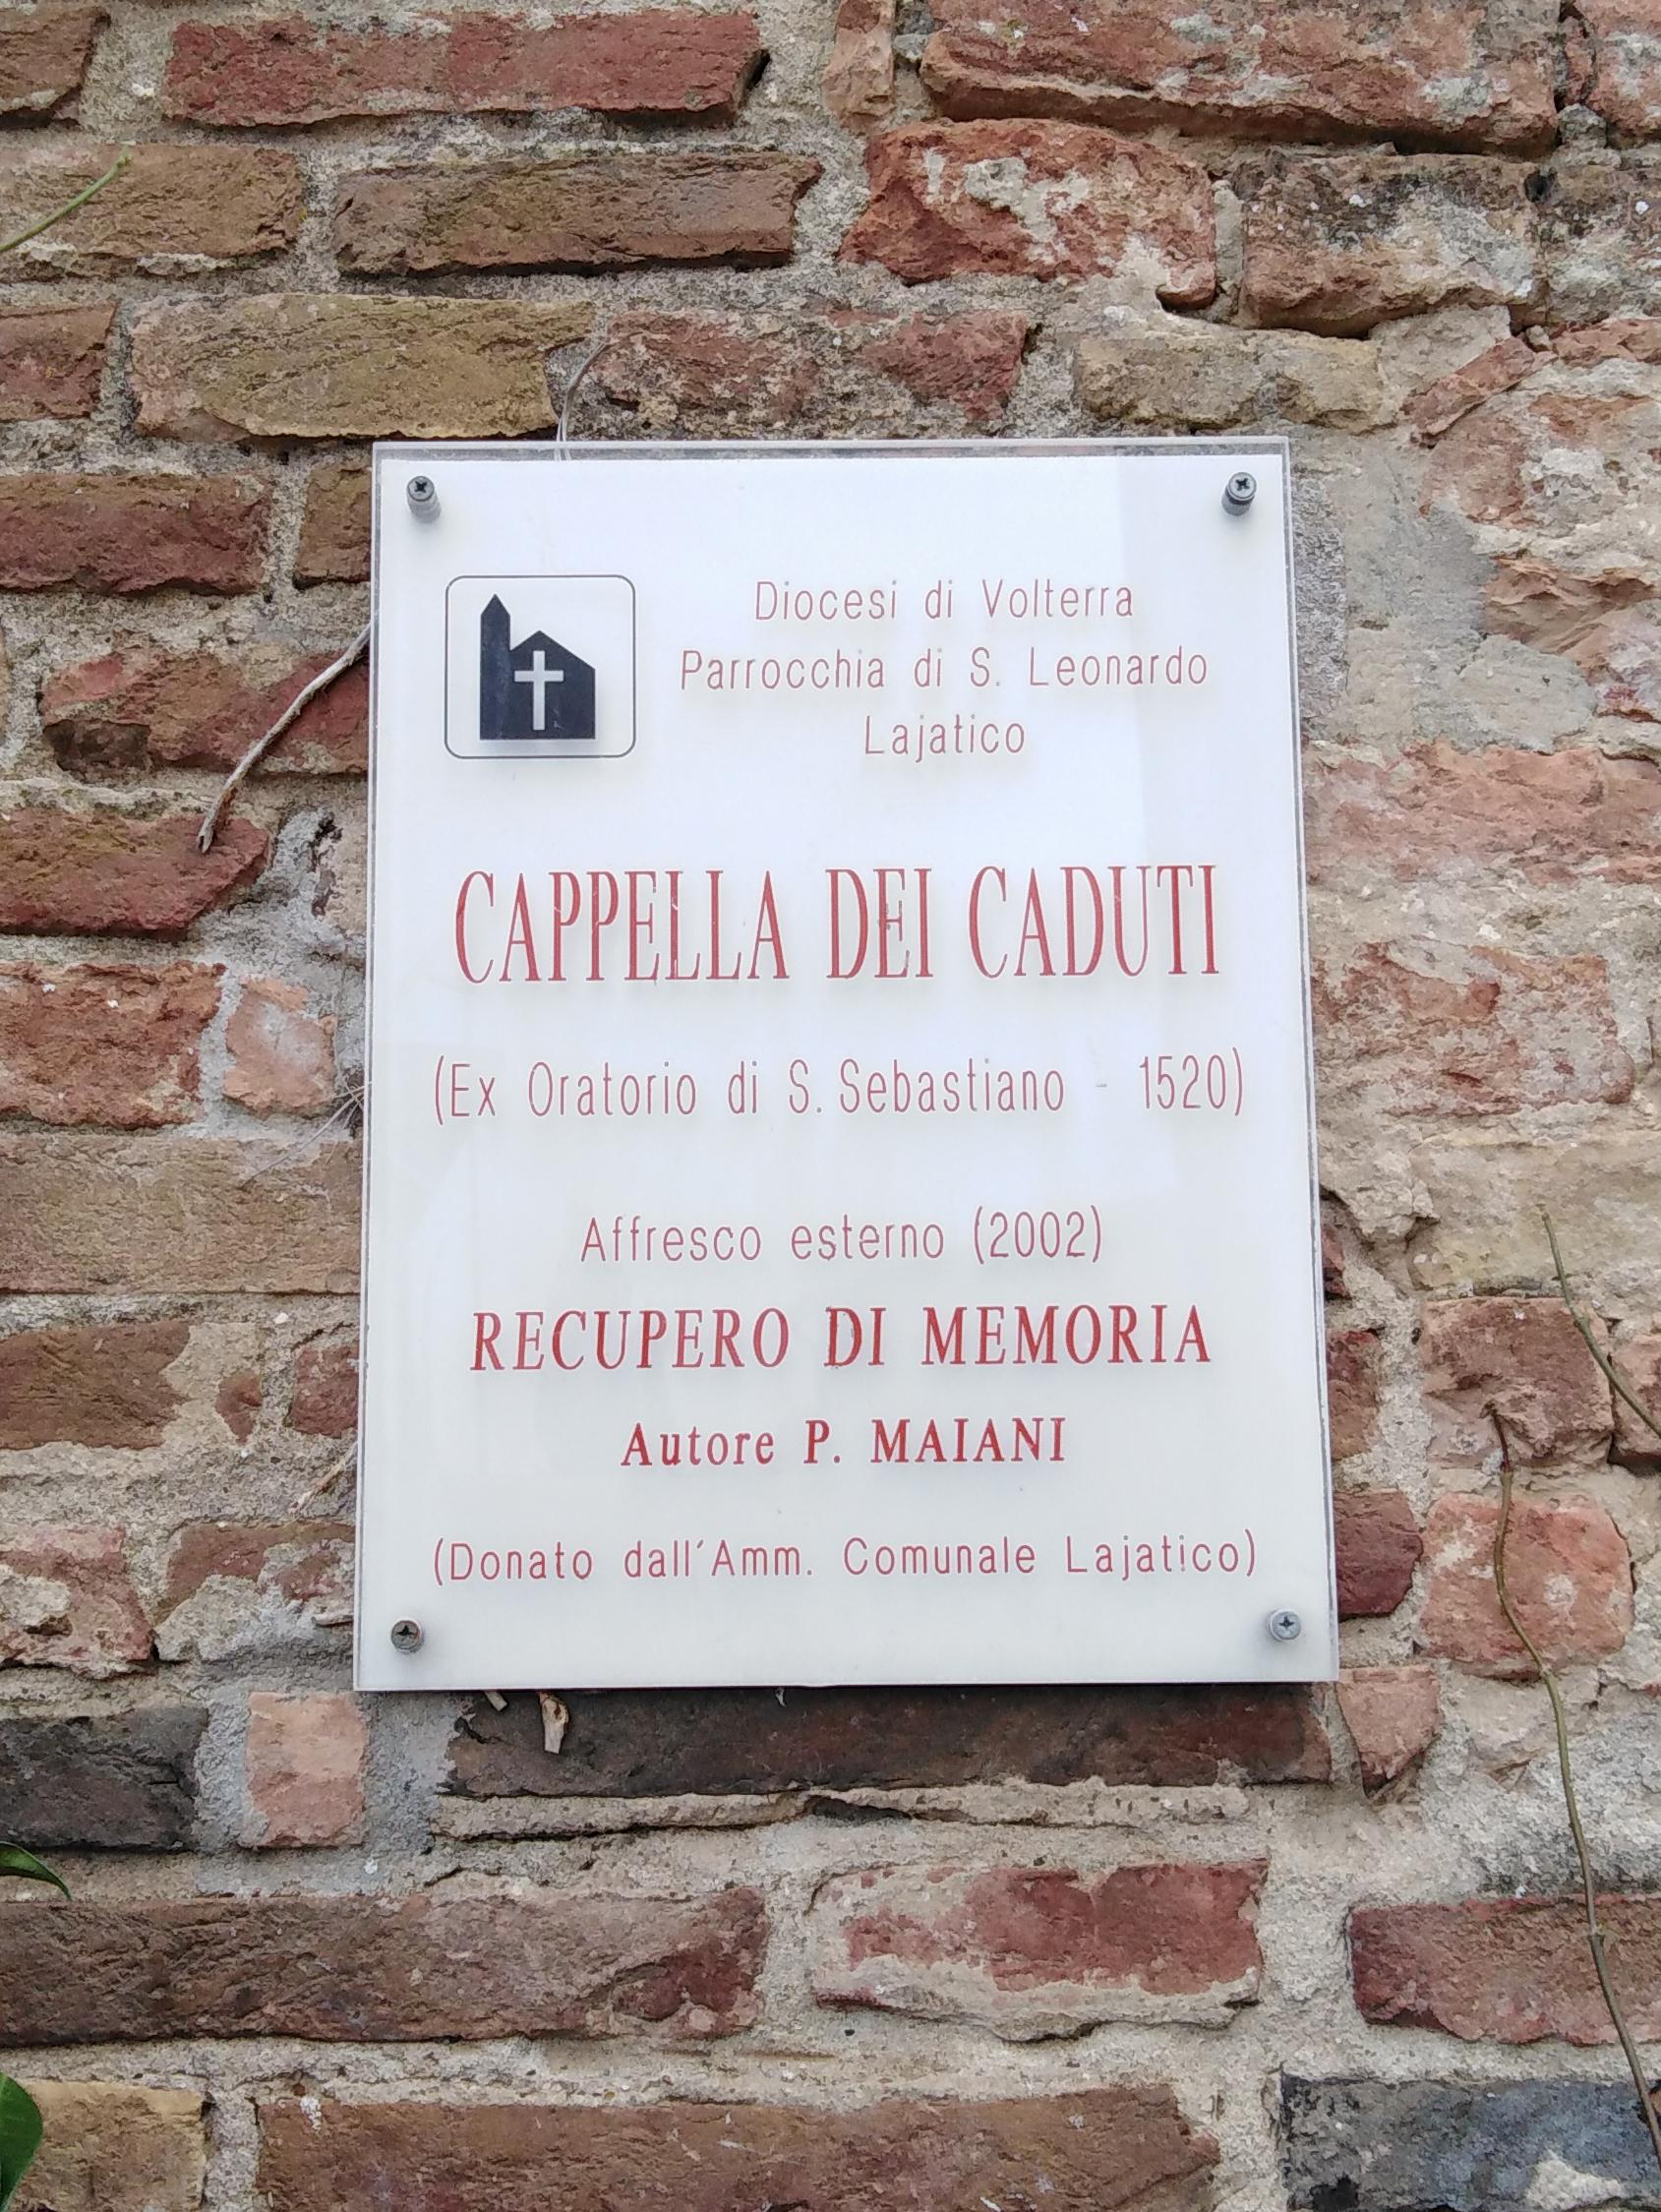 Diocesi di Volterra
Parrocchia di S. Leonardo
Lajatico
CAPPELLA DEI CADUTI
(Ex Oratorio di S. Sebastiano - 1520)
Affresco esterno (2002)
RECUPERO DI MEMORIA
Autore P. MAIANI
(Donato dall'Amm. Comunale Lajatico)